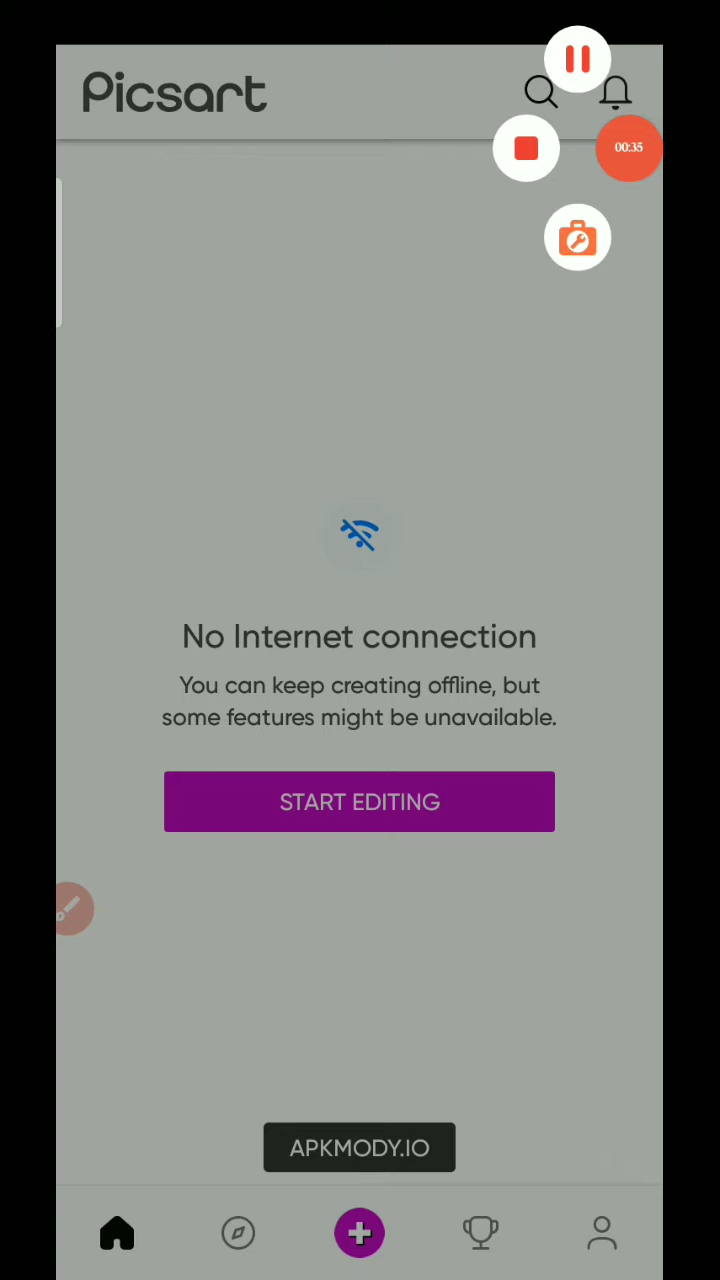 Picsart
00:35
No Internet connection
You can keep creating offline, but
some features might be unavailable.
START EDITING
APKMODY.IO